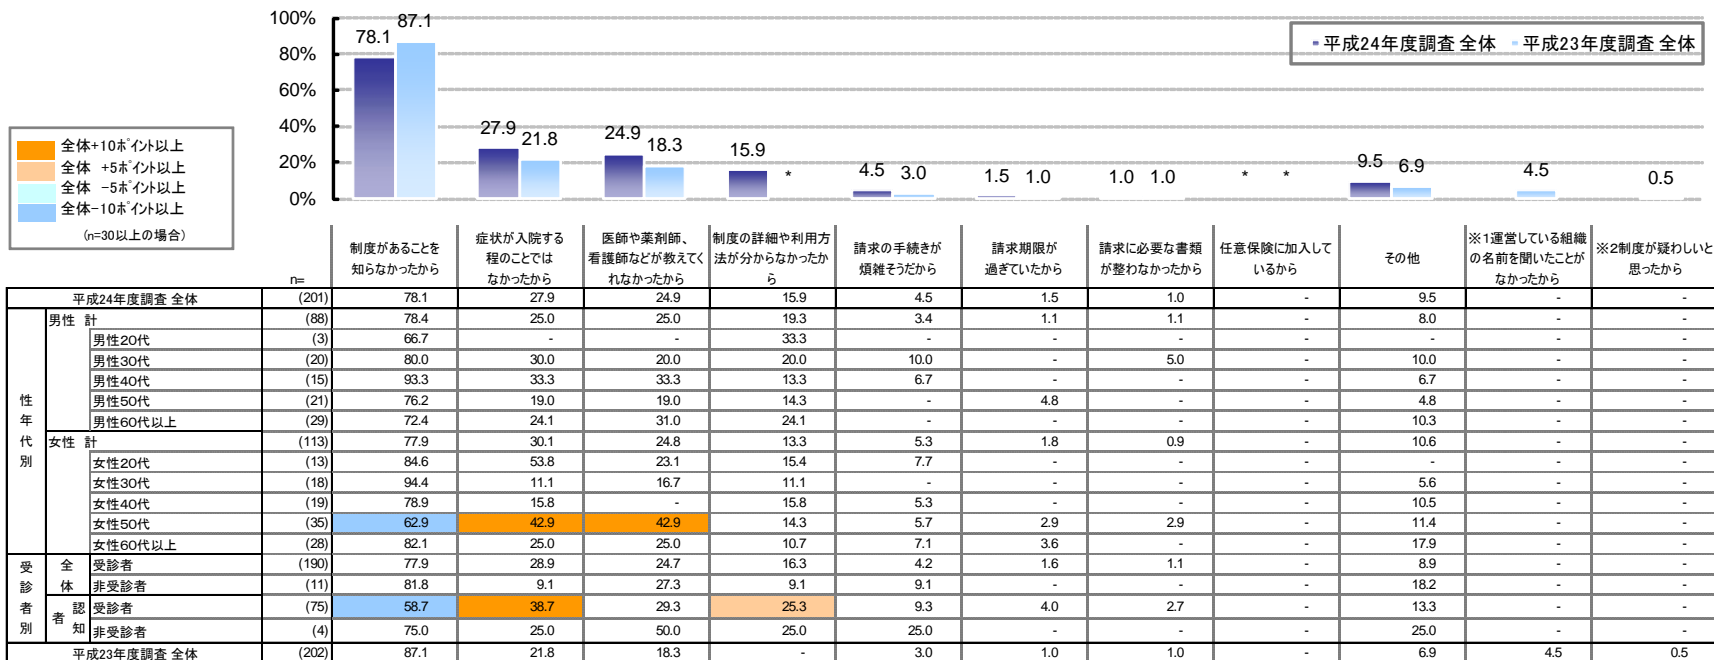 100%
80%
60%
40%
20%
0%
78.1 87.1
27.9 21.8
24.9 18.3
15.9 *
4.5 3.0
1.5 1.0
1.0 1.0
* *
9.5 6.9
4.5
0.5
平成24年度調査 全体 平成23年度調査 全体
全体+10ポイント以上
全体 +5ポイント以上
全体 -5ポイント以上
全体-10ポイント以上
(n=30以上の場合)
n=
制度があることを
知らなかったから
症状が入院する
程のことでは
なかったから
医師や薬剤師、
看護師などが教えてく
れなかったから
制度の詳細や利用方
法が分からなかったか
ら
請求の手続きが
煩雑そうだから
請求期限が
過ぎていたから
請求に必要な書類
が整わなかったから
任意保険に加入して
いるから
その他
※1運営している組織
の名前を聞いたことが
なかったから
※2制度が疑わしいと
思ったから
平成24年度調査 全体 (201) 78.1 27.9 24.9 15.9 4.5 1.5 1.0 - 9.5 - -
性年代別
男性 計 (88) 78.4 25.0 25.0 19.3 3.4 1.1 1.1 - 8.0 - -
男性20代 (3) 66.7 - - 33.3 - - - - - - -
男性30代 (20) 80.0 30.0 20.0 20.0 10.0 - 5.0 - 10.0 - -
男性40代 (15) 93.3 33.3 33.3 13.3 6.7 - - - 6.7 - -
男性50代 (21) 76.2 19.0 19.0 14.3 - 4.8 - - 4.8 - -
男性60代以上 (29) 72.4 24.1 31.0 24.1 - - - - 10.3 - -
女性 計 (113) 77.9 30.1 24.8 13.3 5.3 1.8 0.9 - 10.6 - -
女性20代 (13) 84.6 53.8 23.1 15.4 7.7 - - - - - -
女性30代 (18) 94.4 11.1 16.7 11.1 - - - - 5.6 - -
女性40代 (19) 78.9 15.8 - 15.8 5.3 - - - 10.5 - -
女性50代 (35) 62.9 42.9 42.9 14.3 5.7 2.9 2.9 - 11.4 - -
女性60代以上 (28) 82.1 25.0 25.0 10.7 7.1 3.6 - - 17.9 - -
受診者別
全体
受診者 (190) 77.9 28.9 24.7 16.3 4.2 1.6 1.1 - 8.9 - -
非受診者 (11) 81.8 9.1 27.3 9.1 9.1 - - - 18.2 - -
認知者
受診者 (75) 58.7 38.7 29.3 25.3 9.3 4.0 2.7 - 13.3 - -
非受診者 (4) 75.0 25.0 50.0 25.0 25.0 - - - 25.0 - -
平成23年度調査 全体 (202) 87.1 21.8 18.3 - 3.0 1.0 1.0 - 6.9 4.5 0.5